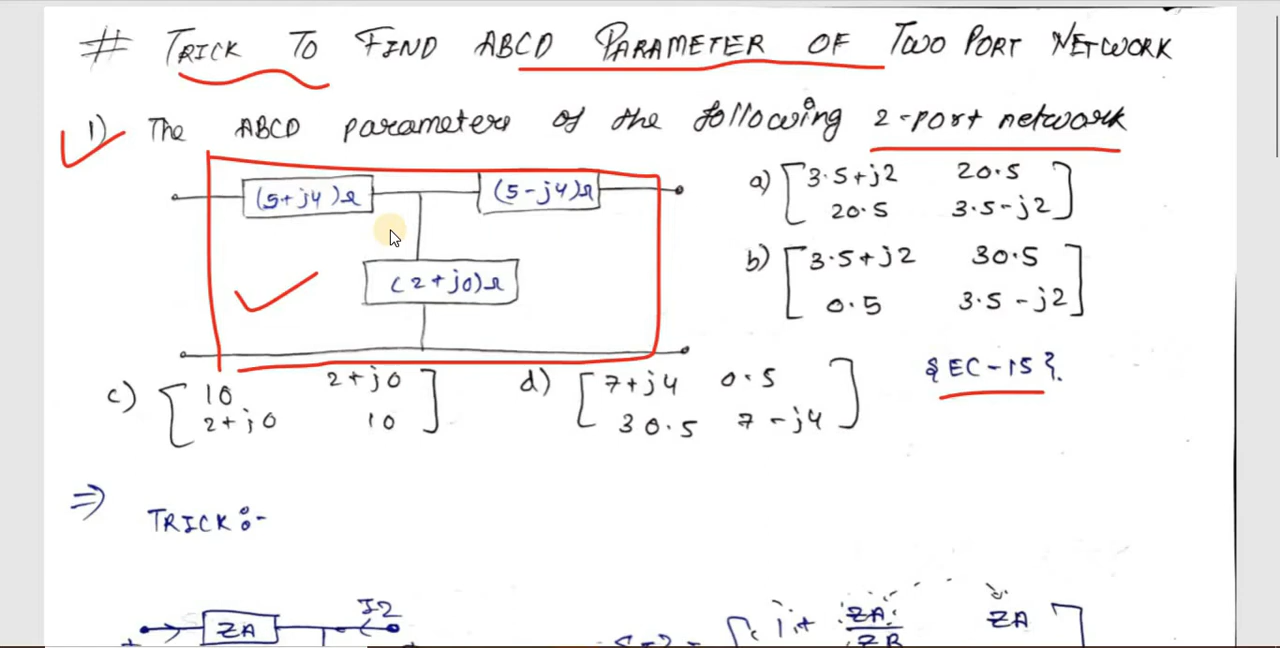 # TRICK TO FIND ABCD PARAMETER OF TWO PORT NETWORK
1) The ABCD parameters of the following 2-port network
(5+j4)Ω
(5-j4)Ω
(2+j0)Ω
a) [3.5+j2 20.5
20.5 3.5-j2]
b) [3.5+j2 30.5
0.5 3.5-j2]
{EC-15}.
c) [10 2+j0
2+j0 10]
d) [7+j4 0.5
30.5 7-j4]
⇒ TRICK:-
ZA
I2
+
1+ ZA/ZB ZA